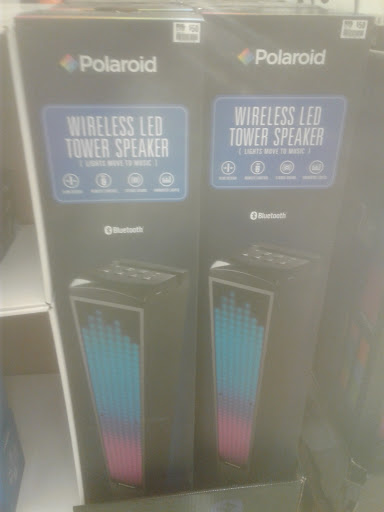 Polaroid
WIRELESS LED
TOWER SPEAKER
[ LIGHTS MOVE TO MUSIC ]
Bluetooth
Polaroid
WIRELESS LED
TOWER SPEAKER
[ LIGHTS MOVE TO MUSIC ]
Bluetooth